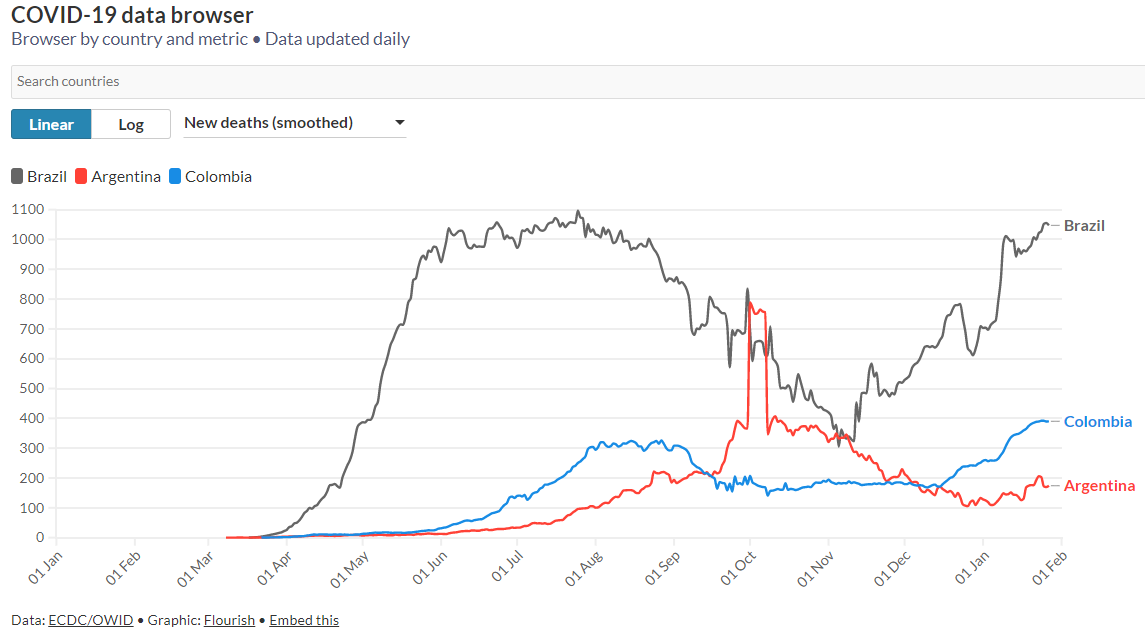 COVID-19 data browser
Browser by country and metric • Data updated daily
Search countries
Linear Log New deaths (smoothed)
Brazil Argentina Colombia
1100
1000
900
800
700
600
500
400
300
200
100
0
Brazil
Colombia
Argentina
01 Jan 01 Feb 01 Mar 01 Apr 01 May 01 Jun 01 Jul 01 Aug 01 Sep 01 Oct 01 Nov 01 Dec 01 Jan 01 Feb
Data: ECDC/OWID • Graphic: Flourish • Embed this